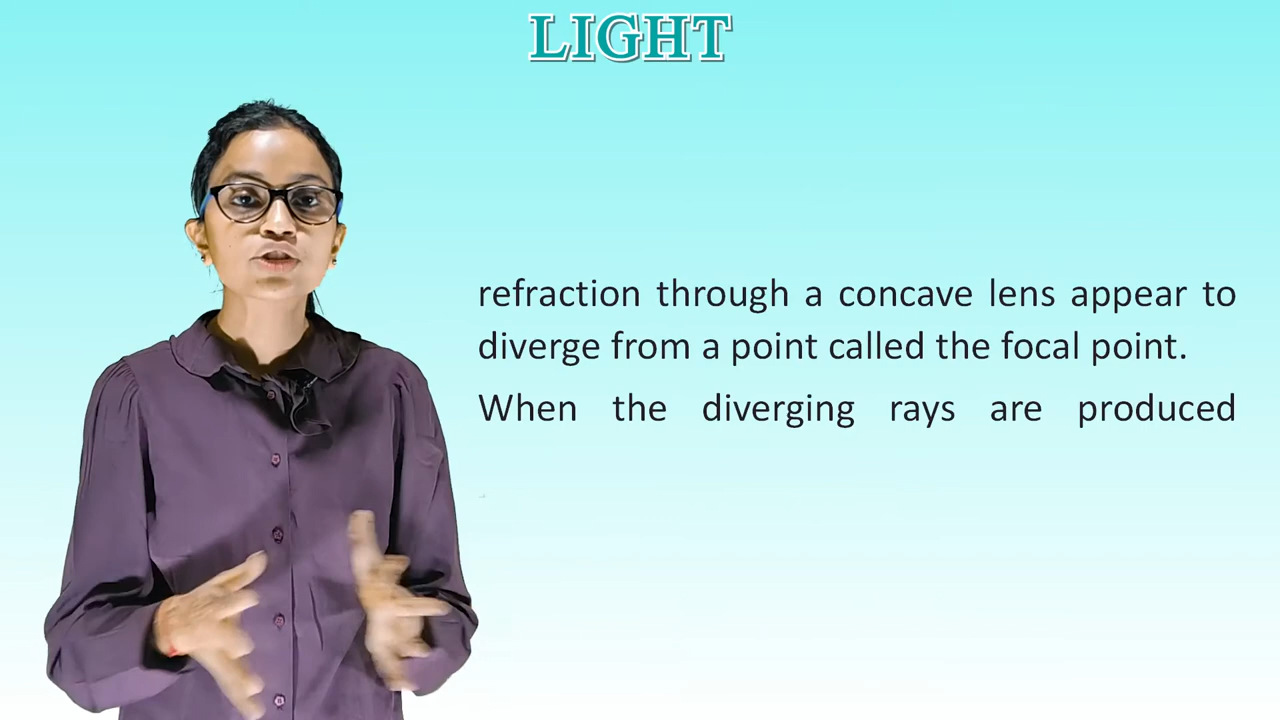 LIGHT
refraction through a concave lens appear to
diverge from a point called the focal point.
When the diverging rays are produced